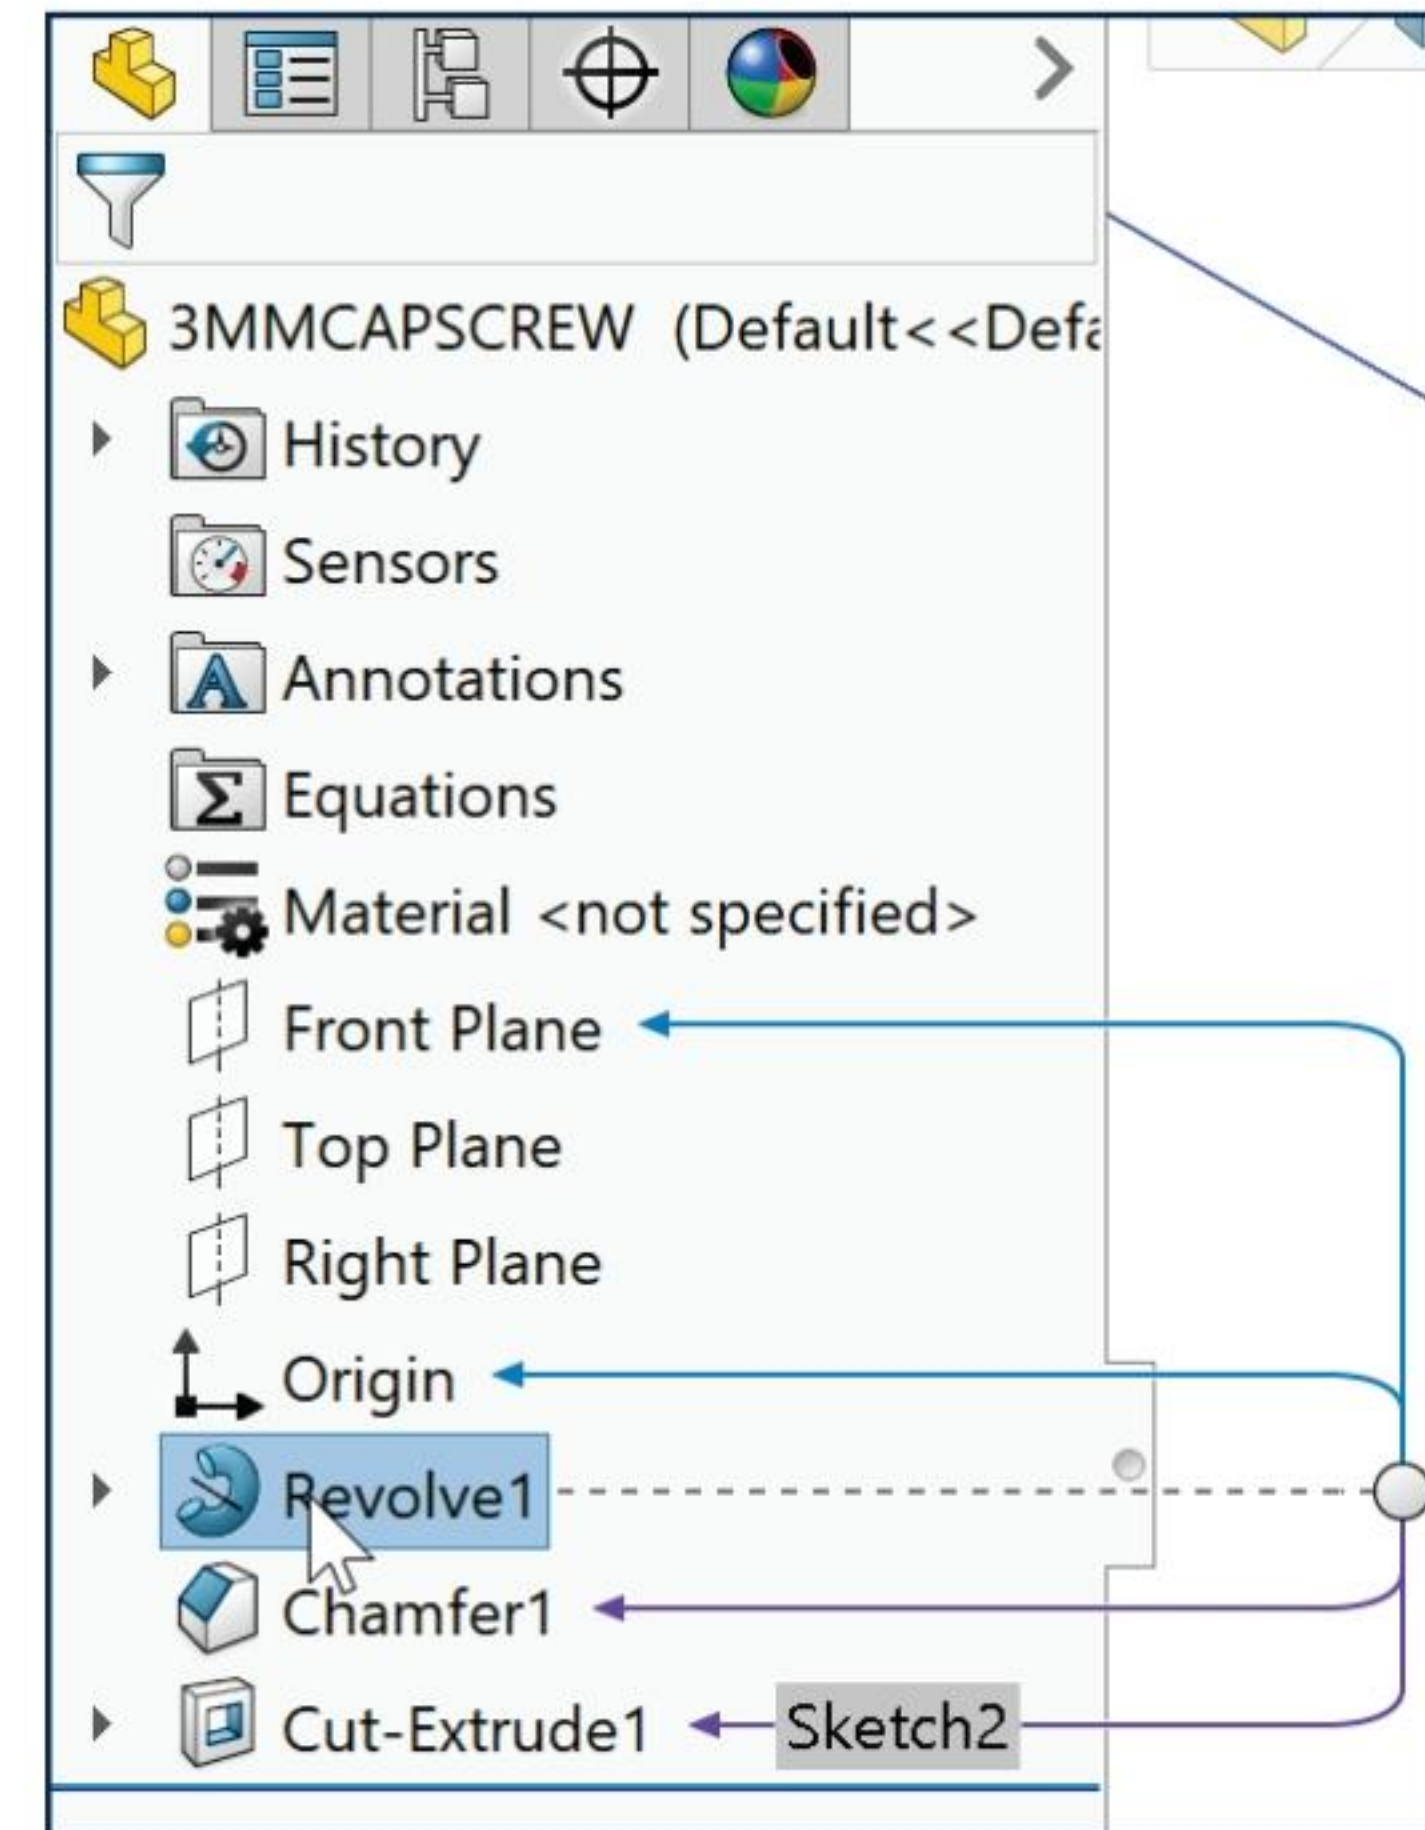 3MMCAPSCREW (Default<<Defa
History
Sensors
Annotations
Equations
Material <not specified>
Front Plane
Top Plane
Right Plane
Origin
Revolve1
Chamfer1
Cut-Extrude1 Sketch2